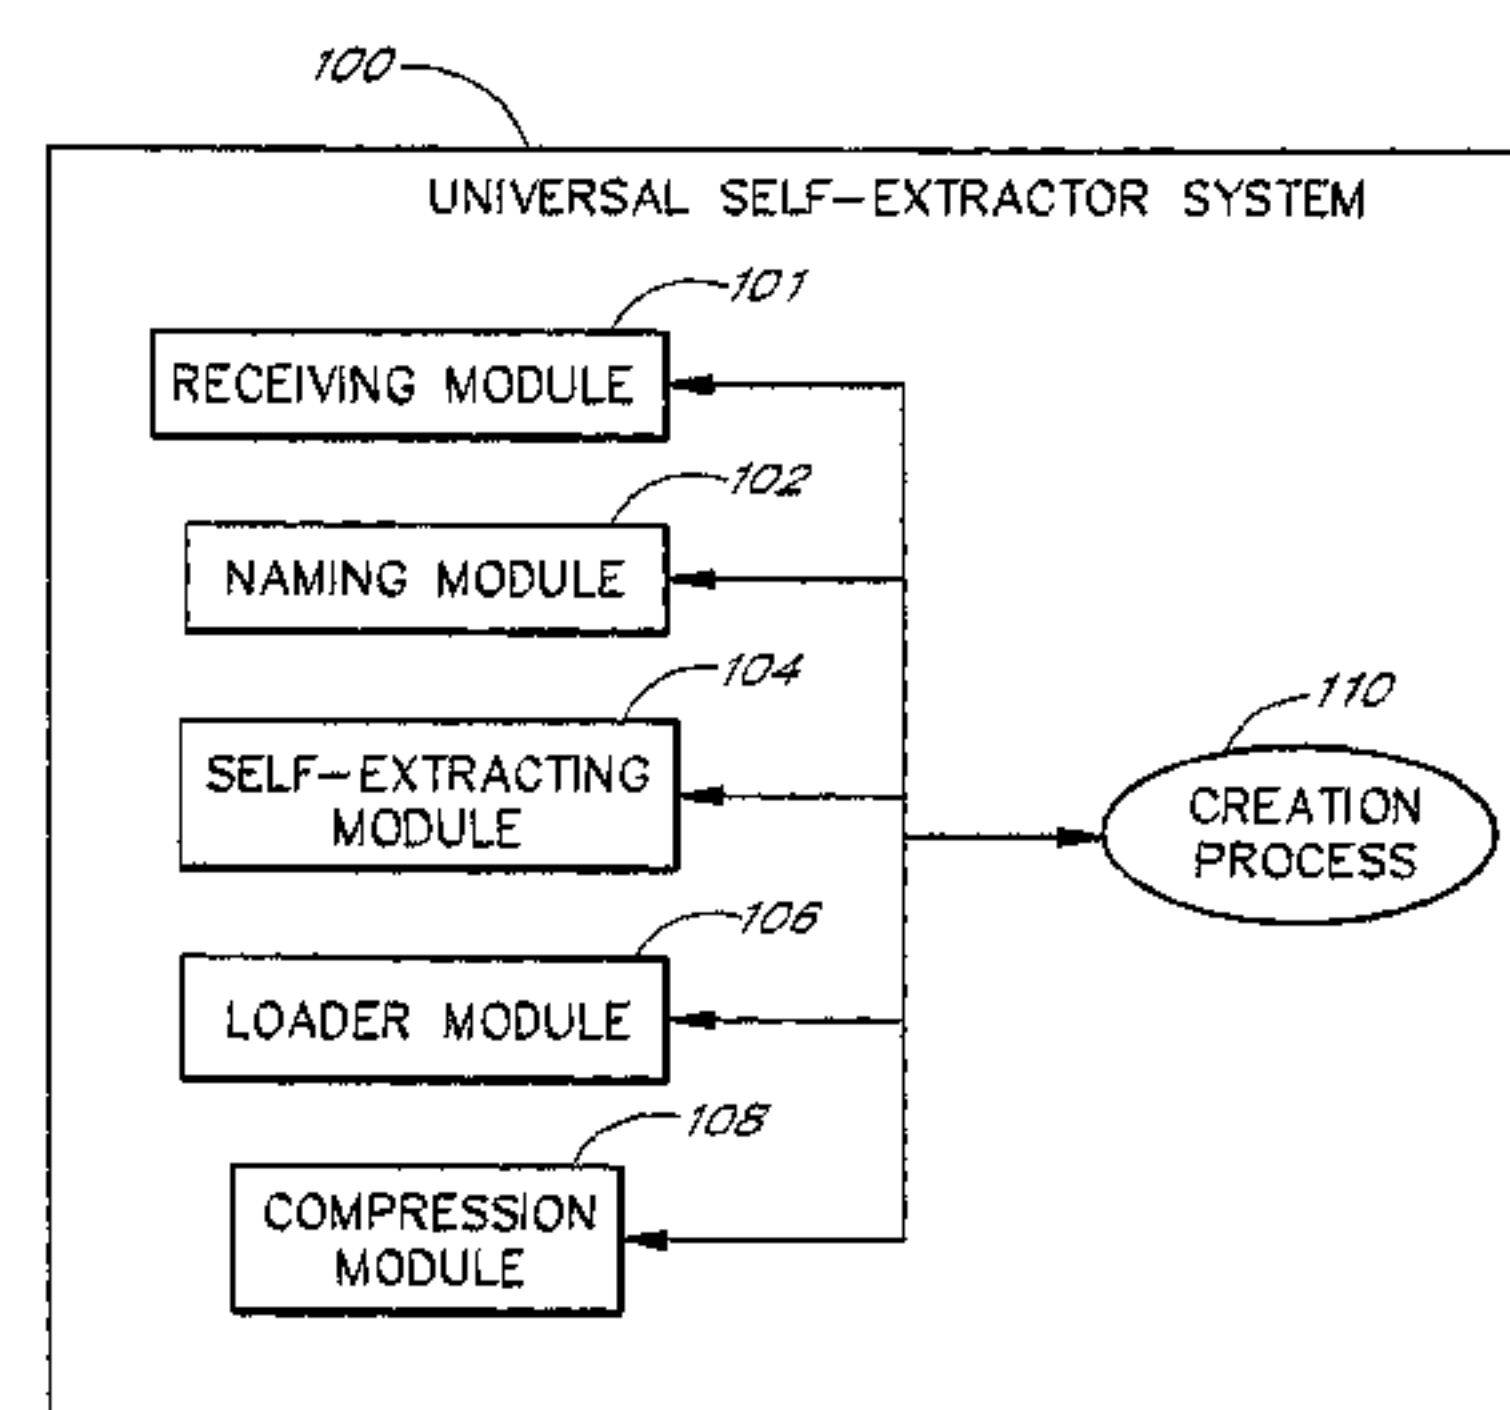 100
UNIVERSAL SELF-EXTRACTOR SYSTEM
101
RECEIVING MODULE
102
NAMING MODULE
104
SELF-EXTRACTING
MODULE
110
CREATION
PROCESS
106
LOADER MODULE
108
COMPRESSION
MODULE